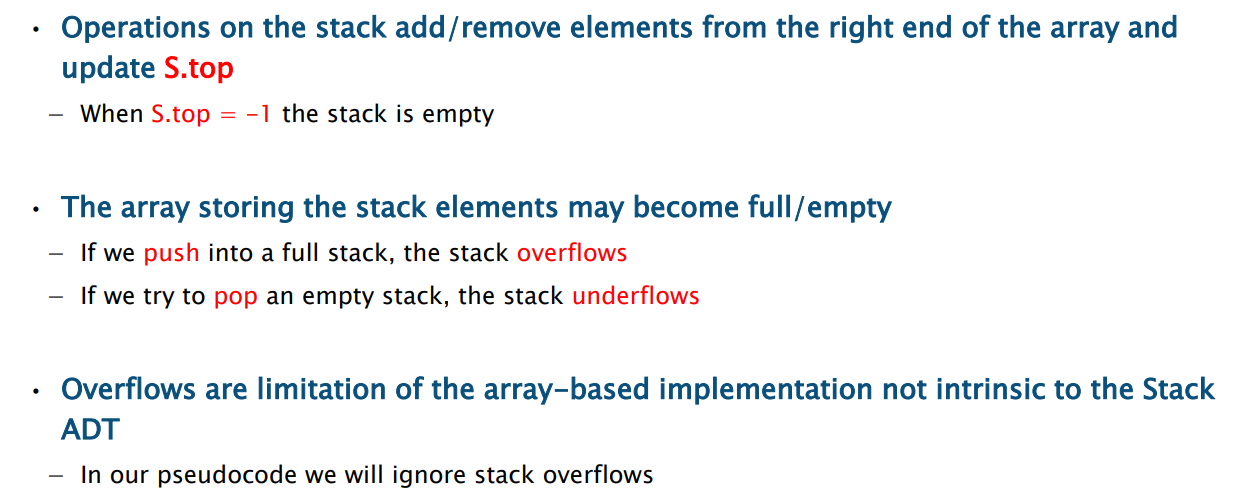 • Operations on the stack add/remove elements from the right end of the array and
update S.top
– When S.top = -1 the stack is empty
• The array storing the stack elements may become full/empty
– If we push into a full stack, the stack overflows
– If we try to pop an empty stack, the stack underflows
• Overflows are limitation of the array-based implementation not intrinsic to the Stack
ADT
– In our pseudocode we will ignore stack overflows